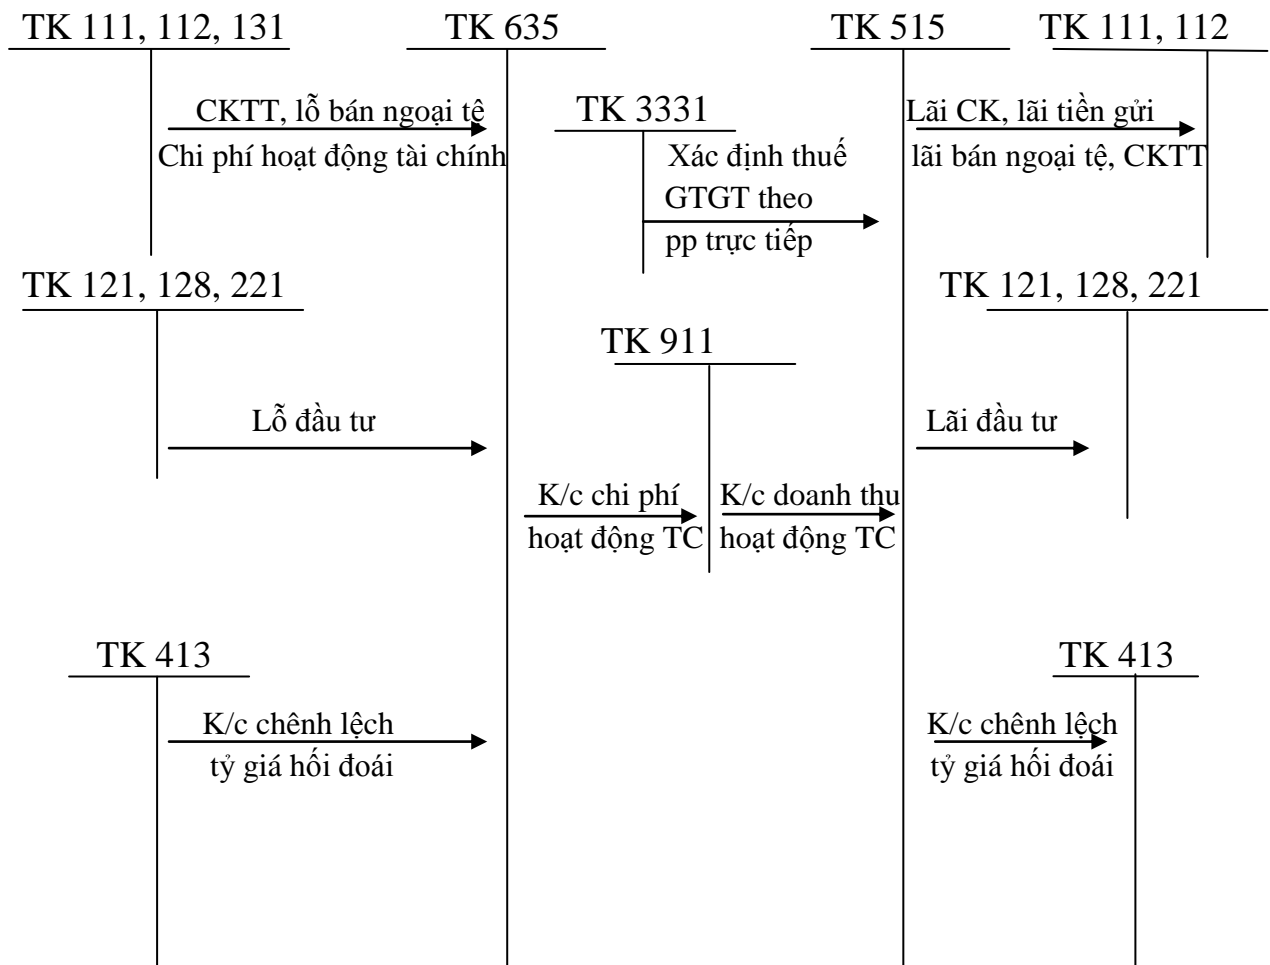 TK 111, 112, 131
TK 635
TK 515
TK 111, 112
CKTT, lỗ bán ngoại tệ
Chi phí hoạt động tài chính
TK 3331
Xác định thuế
GTGT theo
pp trực tiếp
Lãi CK, lãi tiền gửi
lãi bán ngoại tệ, CKTT
TK 121, 128, 221
TK 121, 128, 221
TK 911
Lỗ đầu tư
Lãi đầu tư
K/c chi phí
hoạt động TC
K/c doanh thu
hoạt động TC
TK 413
TK 413
K/c chênh lệch
tỷ giá hối đoái
K/c chênh lệch
tỷ giá hối đoái